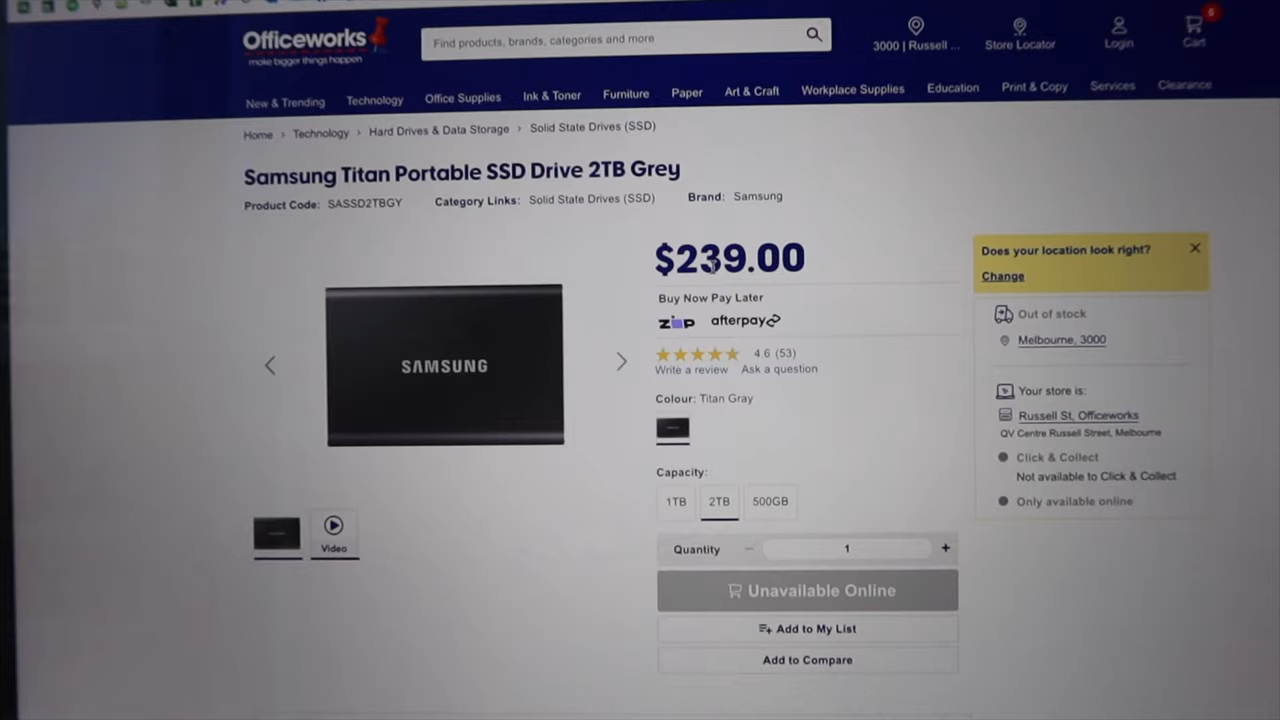 Officeworks
make bigger things happen
Find products, brands, categories and more
3000 | Russell ...
Store Locator
Login
6
Cart
New & Trending
Technology
Office Supplies
Ink & Toner
Furniture
Paper
Art & Craft
Workplace Supplies
Education
Print & Copy
Services
Clearance
Home › Technology › Hard Drives & Data Storage › Solid State Drives (SSD)
Samsung Titan Portable SSD Drive 2TB Grey
Product Code: SASSD2TBGY Category Links: Solid State Drives (SSD) Brand: Samsung
SAMSUNG
Video
$239.00
Buy Now Pay Later
zip afterpay
4.6 (53)
Write a review Ask a question
Colour: Titan Gray
Capacity:
1TB 2TB 500GB
Quantity − 1 +
Unavailable Online
Add to My List
Add to Compare
Does your location look right?
Change
Out of stock
Melbourne, 3000
Your store is:
Russell St, Officeworks
QV Centre Russell Street, Melbourne
Click & Collect
Not available to Click & Collect
Only available online